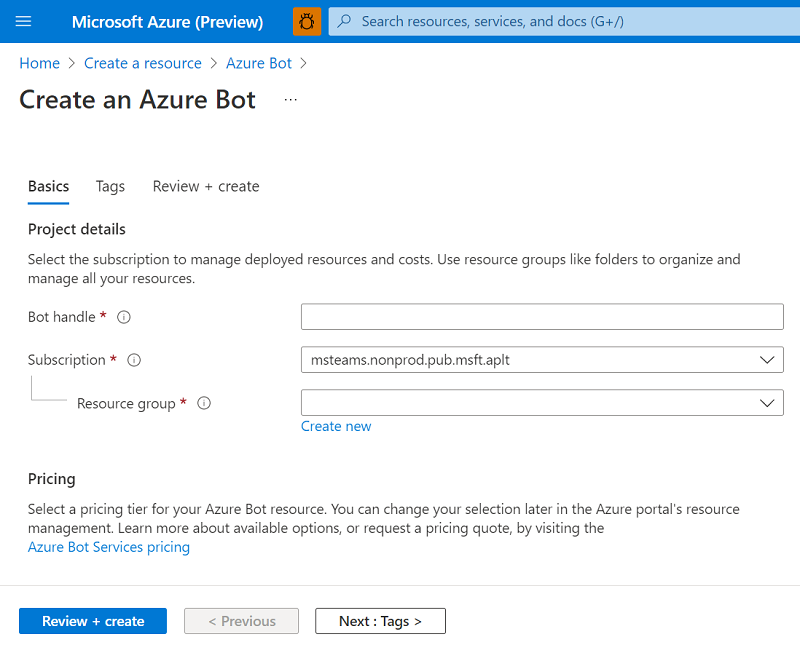 Microsoft Azure (Preview)
Search resources, services, and docs (G+/)
Home > Create a resource > Azure Bot >
Create an Azure Bot ...
Basics Tags Review + create
Project details
Select the subscription to manage deployed resources and costs. Use resource groups like folders to organize and
manage all your resources.
Bot handle *
Subscription * msteams.nonprod.pub.msft.aplt
Resource group *
Create new
Pricing
Select a pricing tier for your Azure Bot resource. You can change your selection later in the Azure portal's resource
management. Learn more about available options, or request a pricing quote, by visiting the
Azure Bot Services pricing
Review + create < Previous Next : Tags >